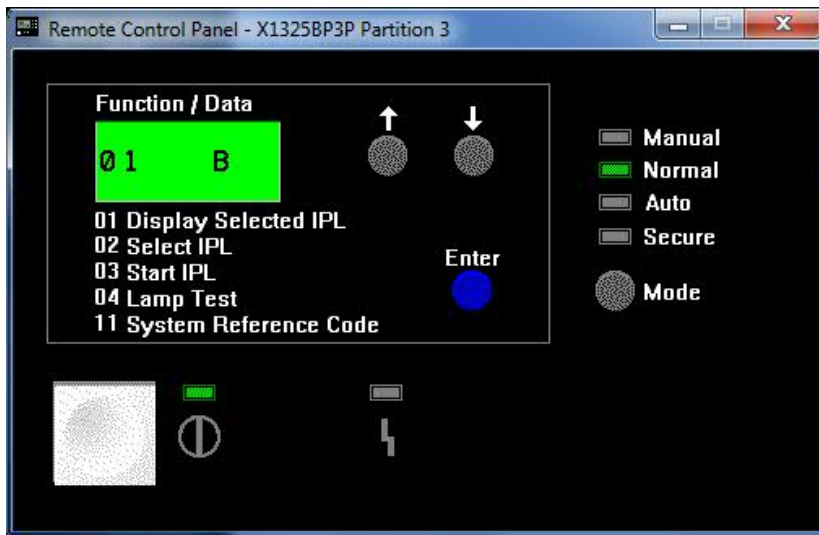 Remote Control Panel - X1325BP3P Partition 3
Function / Data
01 B
01 Display Selected IPL
02 Select IPL
03 Start IPL
04 Lamp Test
11 System Reference Code
Enter
Manual
Normal
Auto
Secure
Mode